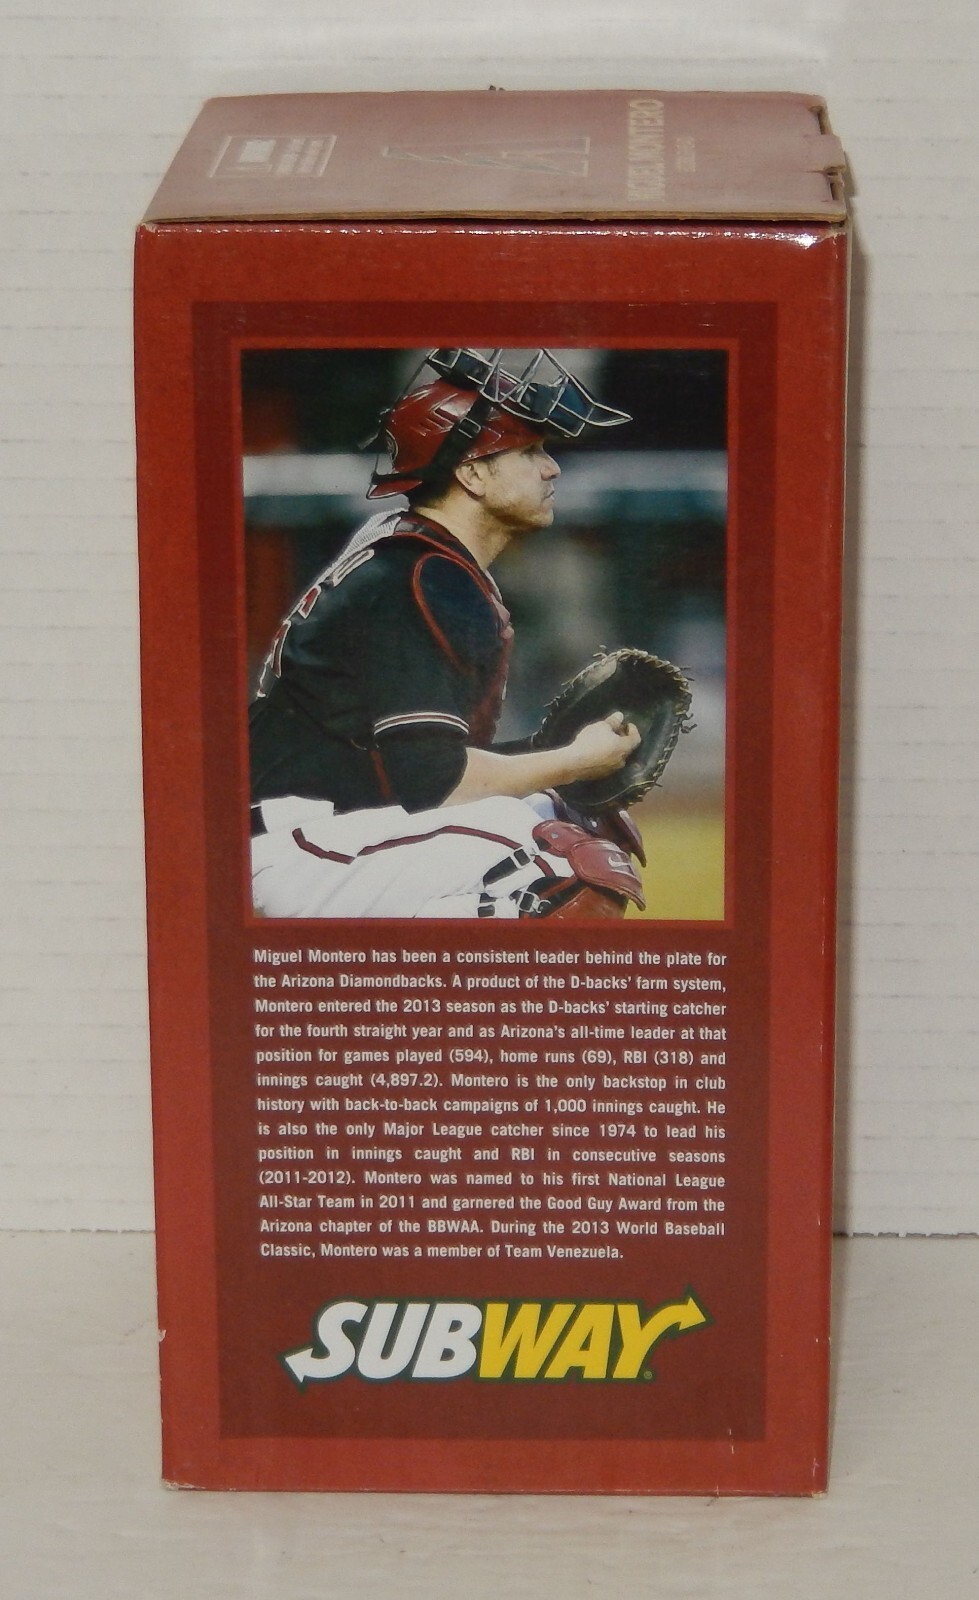 MIGUEL MONTERO
Miguel Montero has been a consistent leader behind the plate for
the Arizona Diamondbacks. A product of the D-backs' farm system,
Montero entered the 2013 season as the D-backs' starting catcher
for the fourth straight year and as Arizona's all-time leader at that
position for games played (594), home runs (69), RBI (318) and
innings caught (4,897.2). Montero is the only backstop in club
history with back-to-back campaigns of 1,000 innings caught. He
is also the only Major League catcher since 1974 to lead his
position in innings caught and RBI in consecutive seasons
(2011-2012). Montero was named to his first National League
All-Star Team in 2011 and garnered the Good Guy Award from the
Arizona chapter of the BBWAA. During the 2013 World Baseball
Classic, Montero was a member of Team Venezuela.
SUBWAY®